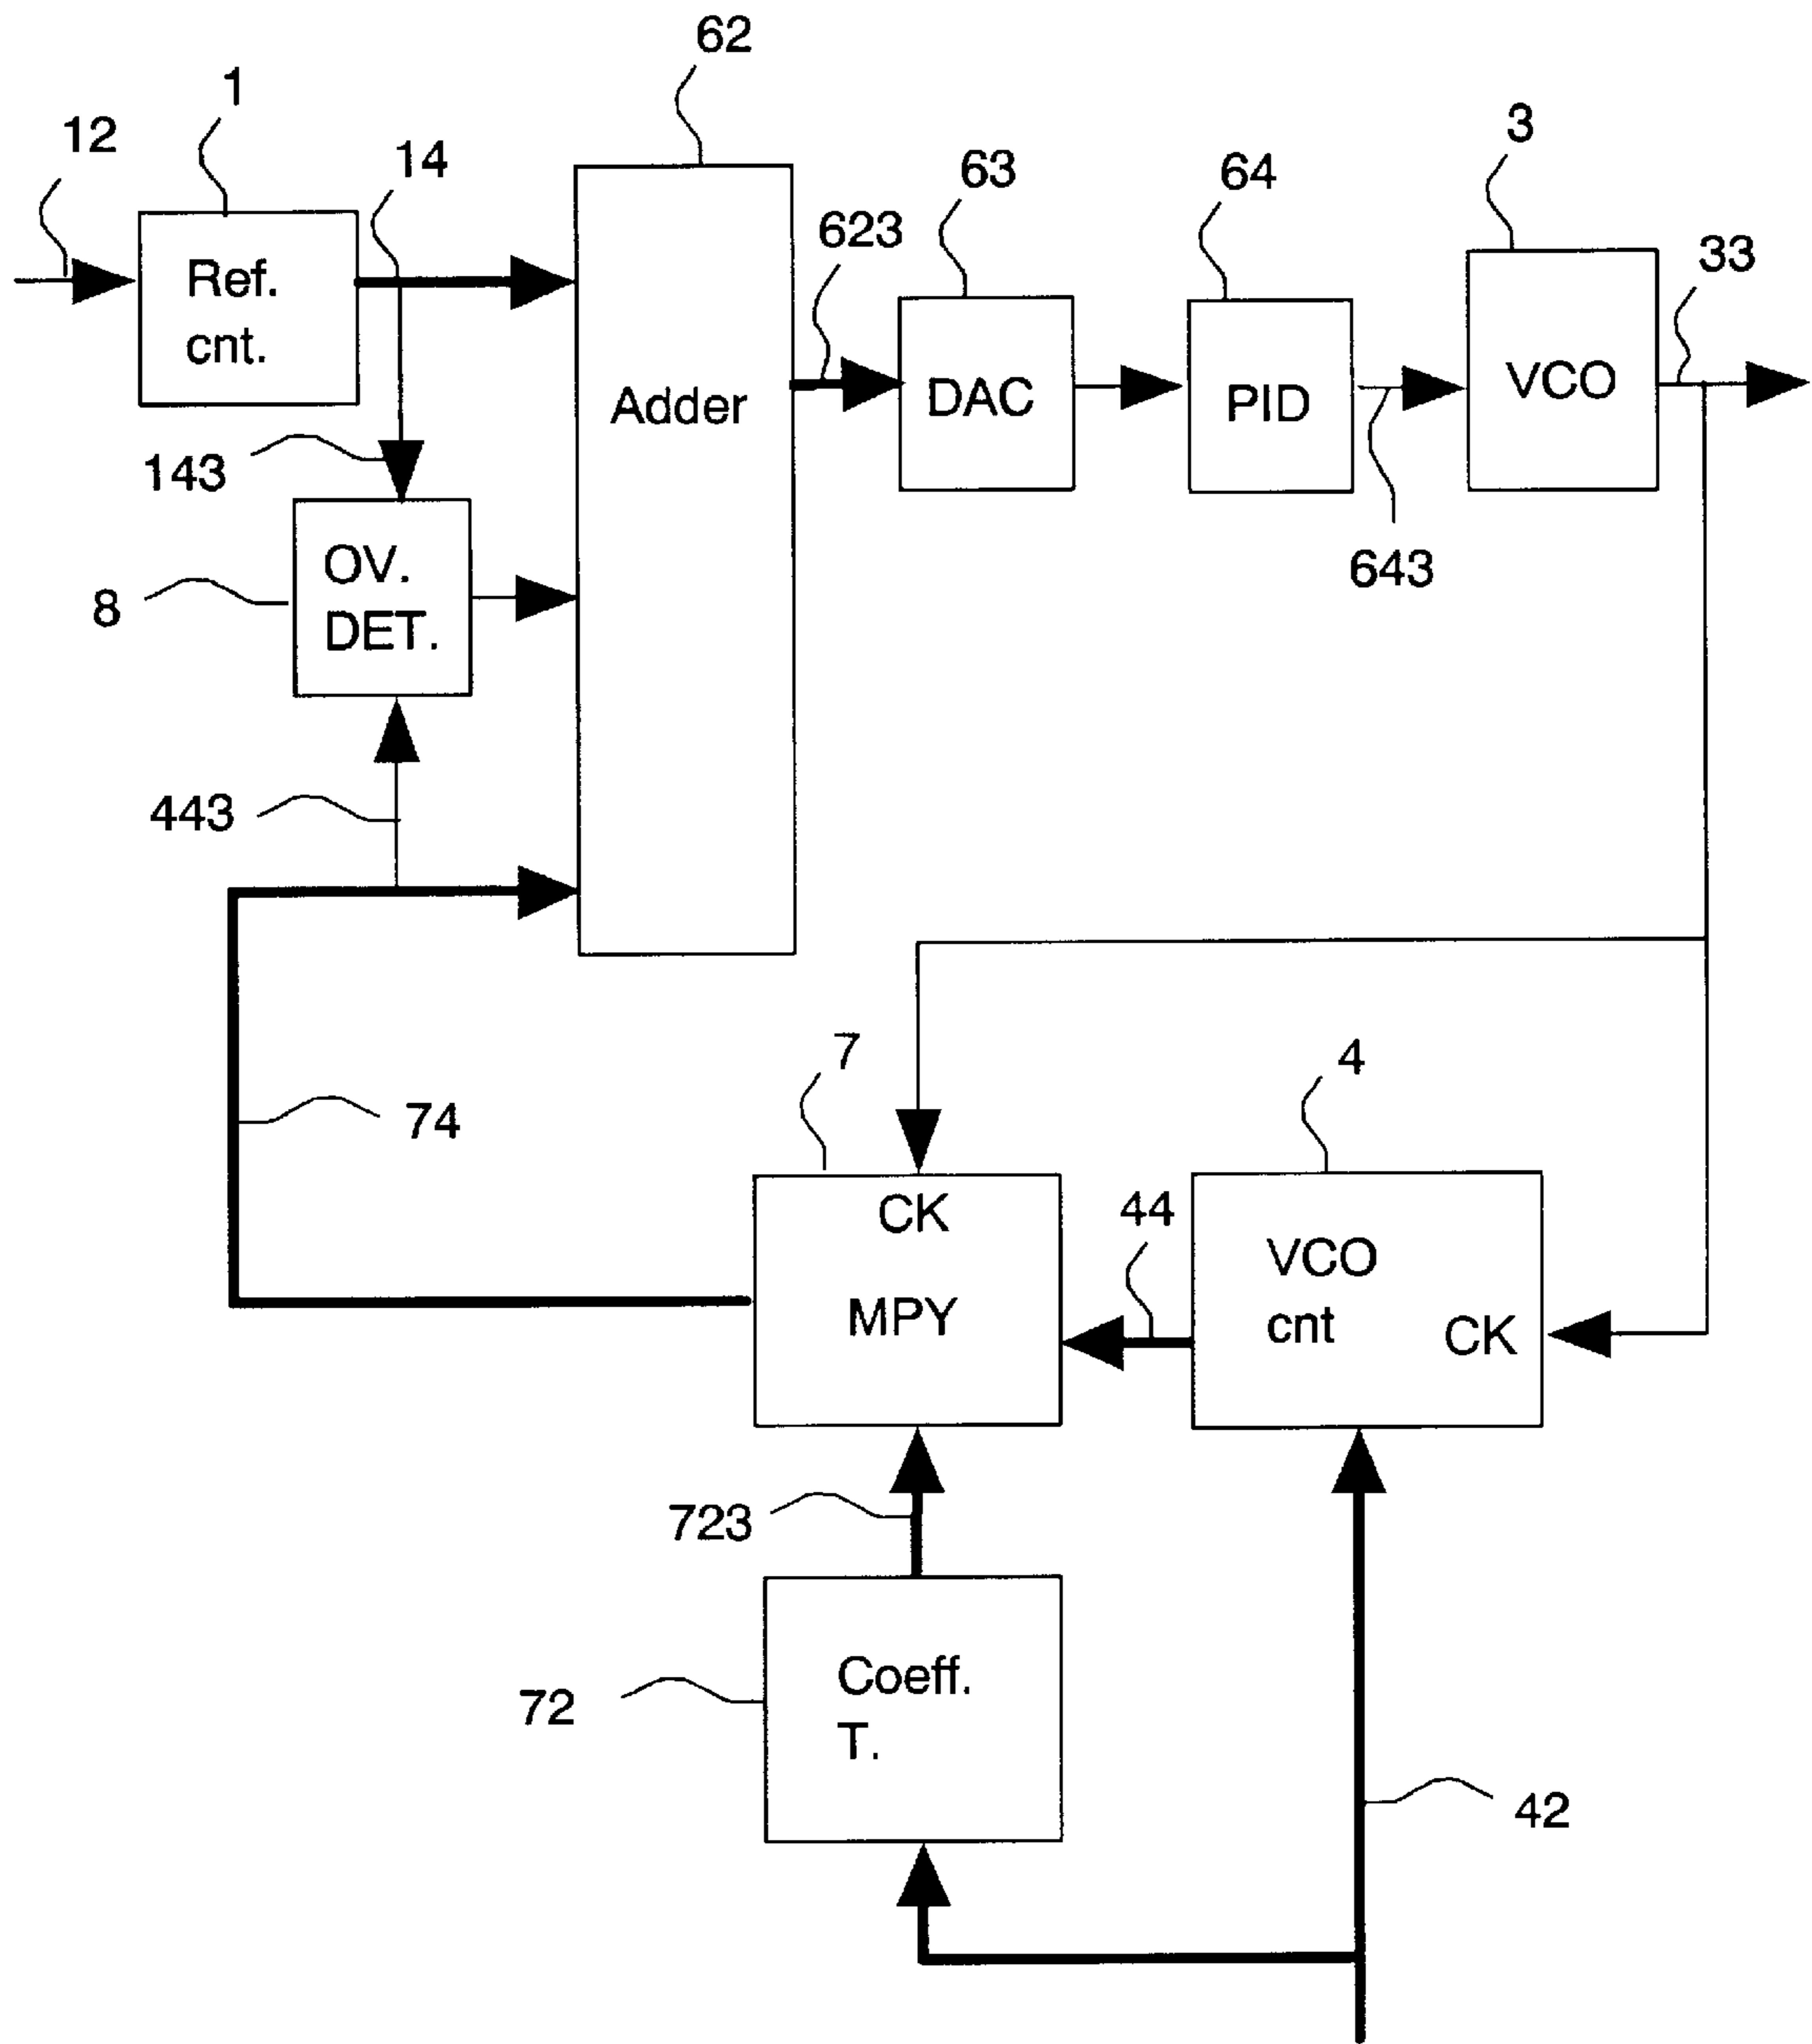 62
1
3
12
14
63
64
623
33
Ref.
cnt.
Adder
DAC
PID
VCO
143
643
OV.
DET.
8
443
7
4
74
44
CK
VCO
MPY
cnt
CK
723
Coeff.
T.
72
42